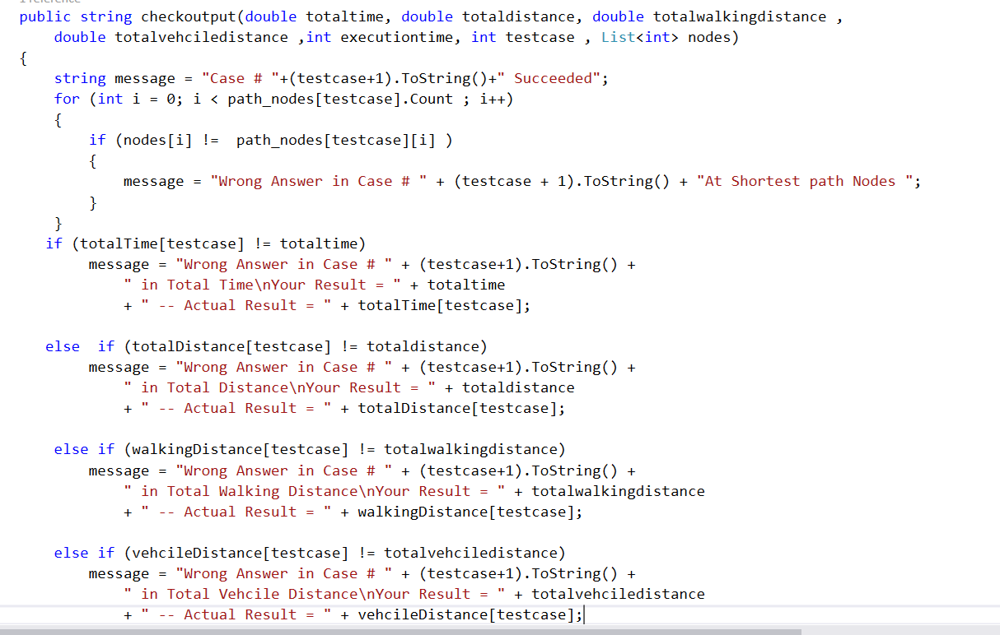 1 reference
public string checkoutput(double totaltime, double totaldistance, double totalwalkingdistance ,
double totalvehciledistance ,int executiontime, int testcase , List<int> nodes)
{
string message = "Case # "+(testcase+1).ToString()+" Succeeded";
for (int i = 0; i < path_nodes[testcase].Count ; i++)
{
if (nodes[i] !=  path_nodes[testcase][i] )
{
message = "Wrong Answer in Case # " + (testcase + 1).ToString() + "At Shortest path Nodes ";
}
}
if (totalTime[testcase] != totaltime)
message = "Wrong Answer in Case # " + (testcase+1).ToString() +
" in Total Time\nYour Result = " + totaltime
+ " -- Actual Result = " + totalTime[testcase];
else  if (totalDistance[testcase] != totaldistance)
message = "Wrong Answer in Case # " + (testcase+1).ToString() +
" in Total Distance\nYour Result = " + totaldistance
+ " -- Actual Result = " + totalDistance[testcase];
else if (walkingDistance[testcase] != totalwalkingdistance)
message = "Wrong Answer in Case # " + (testcase+1).ToString() +
" in Total Walking Distance\nYour Result = " + totalwalkingdistance
+ " -- Actual Result = " + walkingDistance[testcase];
else if (vehcileDistance[testcase] != totalvehciledistance)
message = "Wrong Answer in Case # " + (testcase+1).ToString() +
" in Total Vehcile Distance\nYour Result = " + totalvehciledistance
+ " -- Actual Result = " + vehcileDistance[testcase];